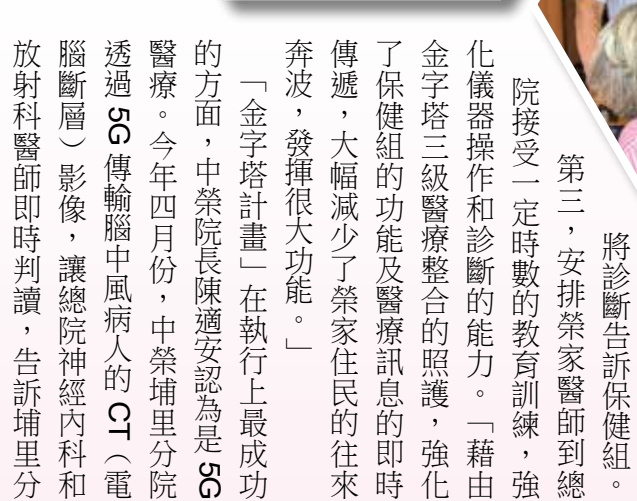 將診斷告訴保健組。
第三，安排榮家醫師到總
院接受一定時數的教育訓練，強
化儀器操作和診斷的能力。「藉由
金字塔三級醫療整合的照護，強化
了保健組的功能及醫療訊息的即時
傳遞，大幅減少了榮家住民的往來
奔波，發揮很大功能。」
「金字塔計畫」在執行上最成功
的方面，中榮院長陳適安認為是 5G
醫療。今年四月份，中榮埔里分院
透過 5G 傳輸腦中風病人的 CT（電
腦斷層）影像，讓總院神經內科和
放射科醫師即時判讀，告訴埔里分